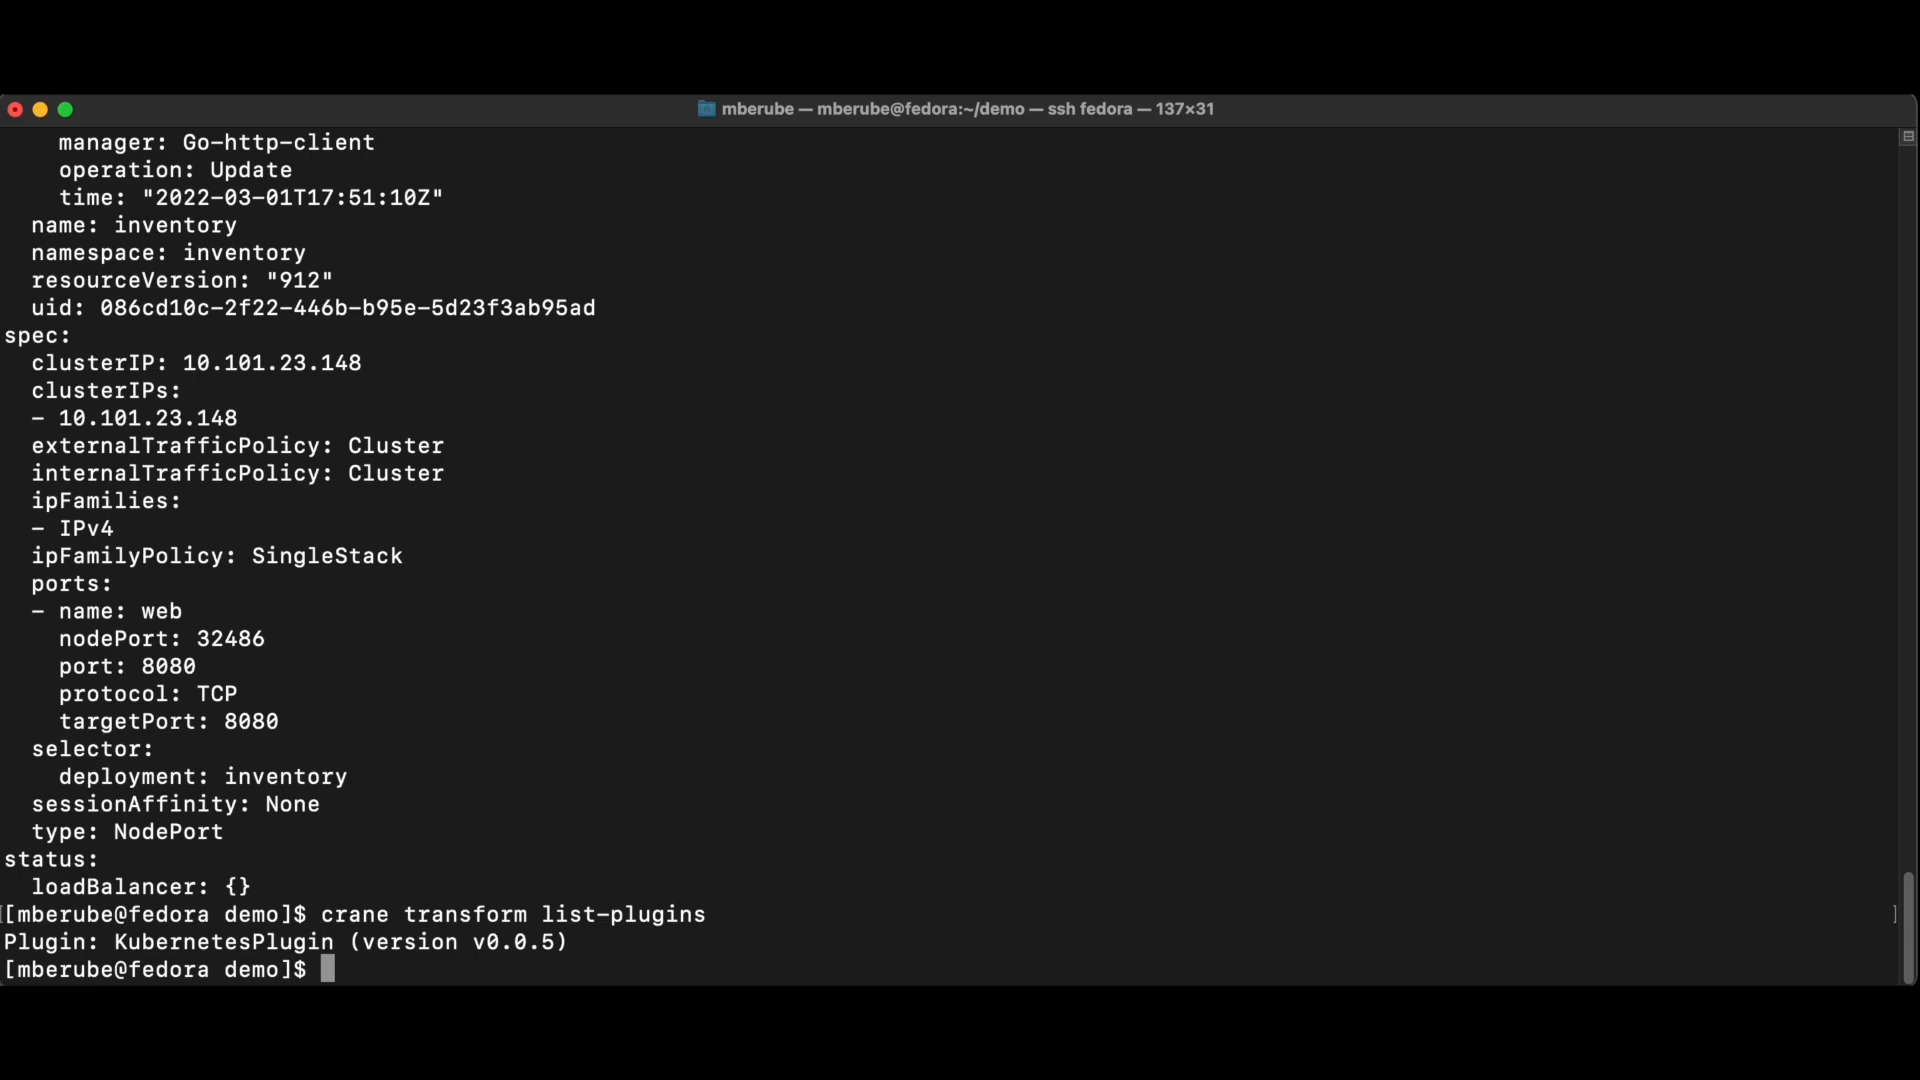 mberube — mberube@fedora:~/demo — ssh fedora — 137×31
    manager: Go-http-client
    operation: Update
    time: "2022-03-01T17:51:10Z"
  name: inventory
  namespace: inventory
  resourceVersion: "912"
  uid: 086cd10c-2f22-446b-b95e-5d23f3ab95ad
spec:
  clusterIP: 10.101.23.148
  clusterIPs:
  - 10.101.23.148
  externalTrafficPolicy: Cluster
  internalTrafficPolicy: Cluster
  ipFamilies:
  - IPv4
  ipFamilyPolicy: SingleStack
  ports:
  - name: web
    nodePort: 32486
    port: 8080
    protocol: TCP
    targetPort: 8080
  selector:
    deployment: inventory
  sessionAffinity: None
  type: NodePort
status:
  loadBalancer: {}
[[mberube@fedora demo]$ crane transform list-plugins ]
Plugin: KubernetesPlugin (version v0.0.5)
[mberube@fedora demo]$